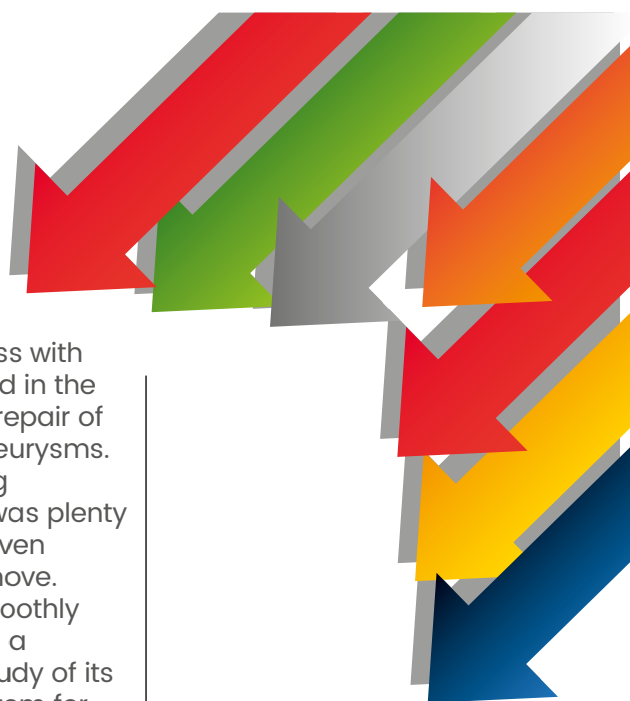 ss with
d in the
repair of
eurysms.
g
was plenty
ven
nove.
oothly
a
udy of its